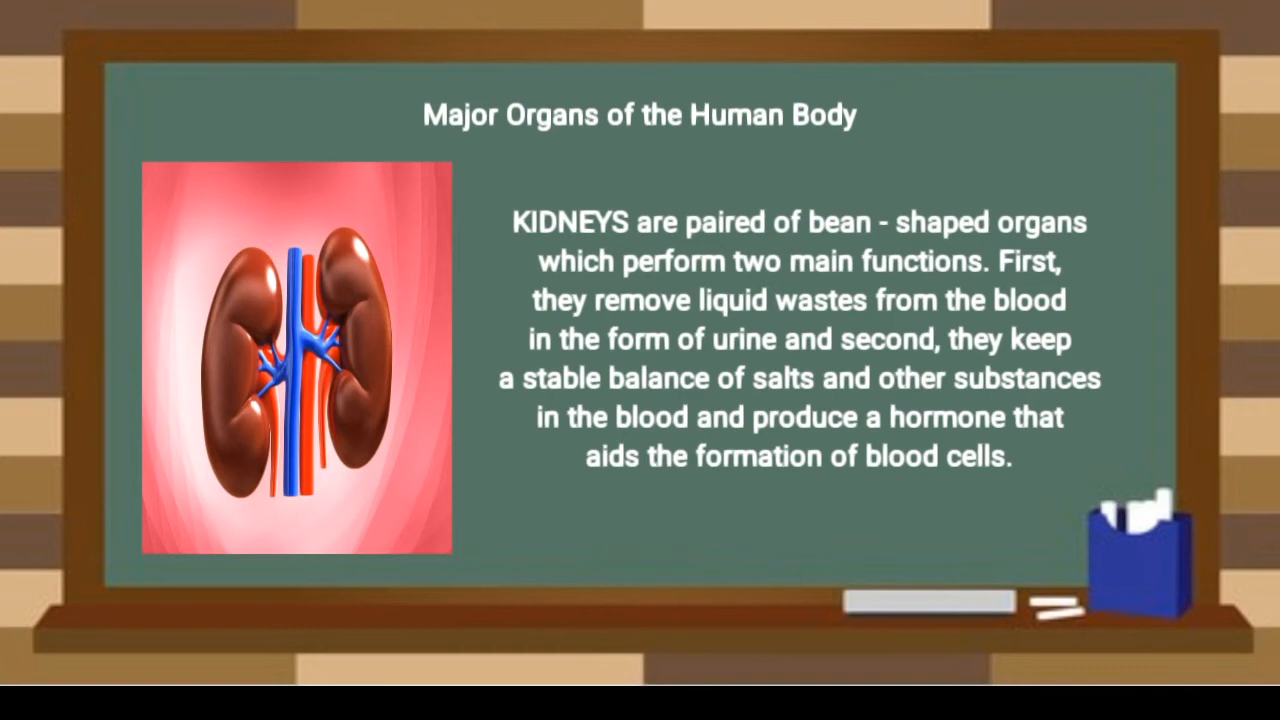 Major Organs of the Human Body
KIDNEYS are paired of bean - shaped organs
which perform two main functions. First,
they remove liquid wastes from the blood
in the form of urine and second, they keep
a stable balance of salts and other substances
in the blood and produce a hormone that
aids the formation of blood cells.